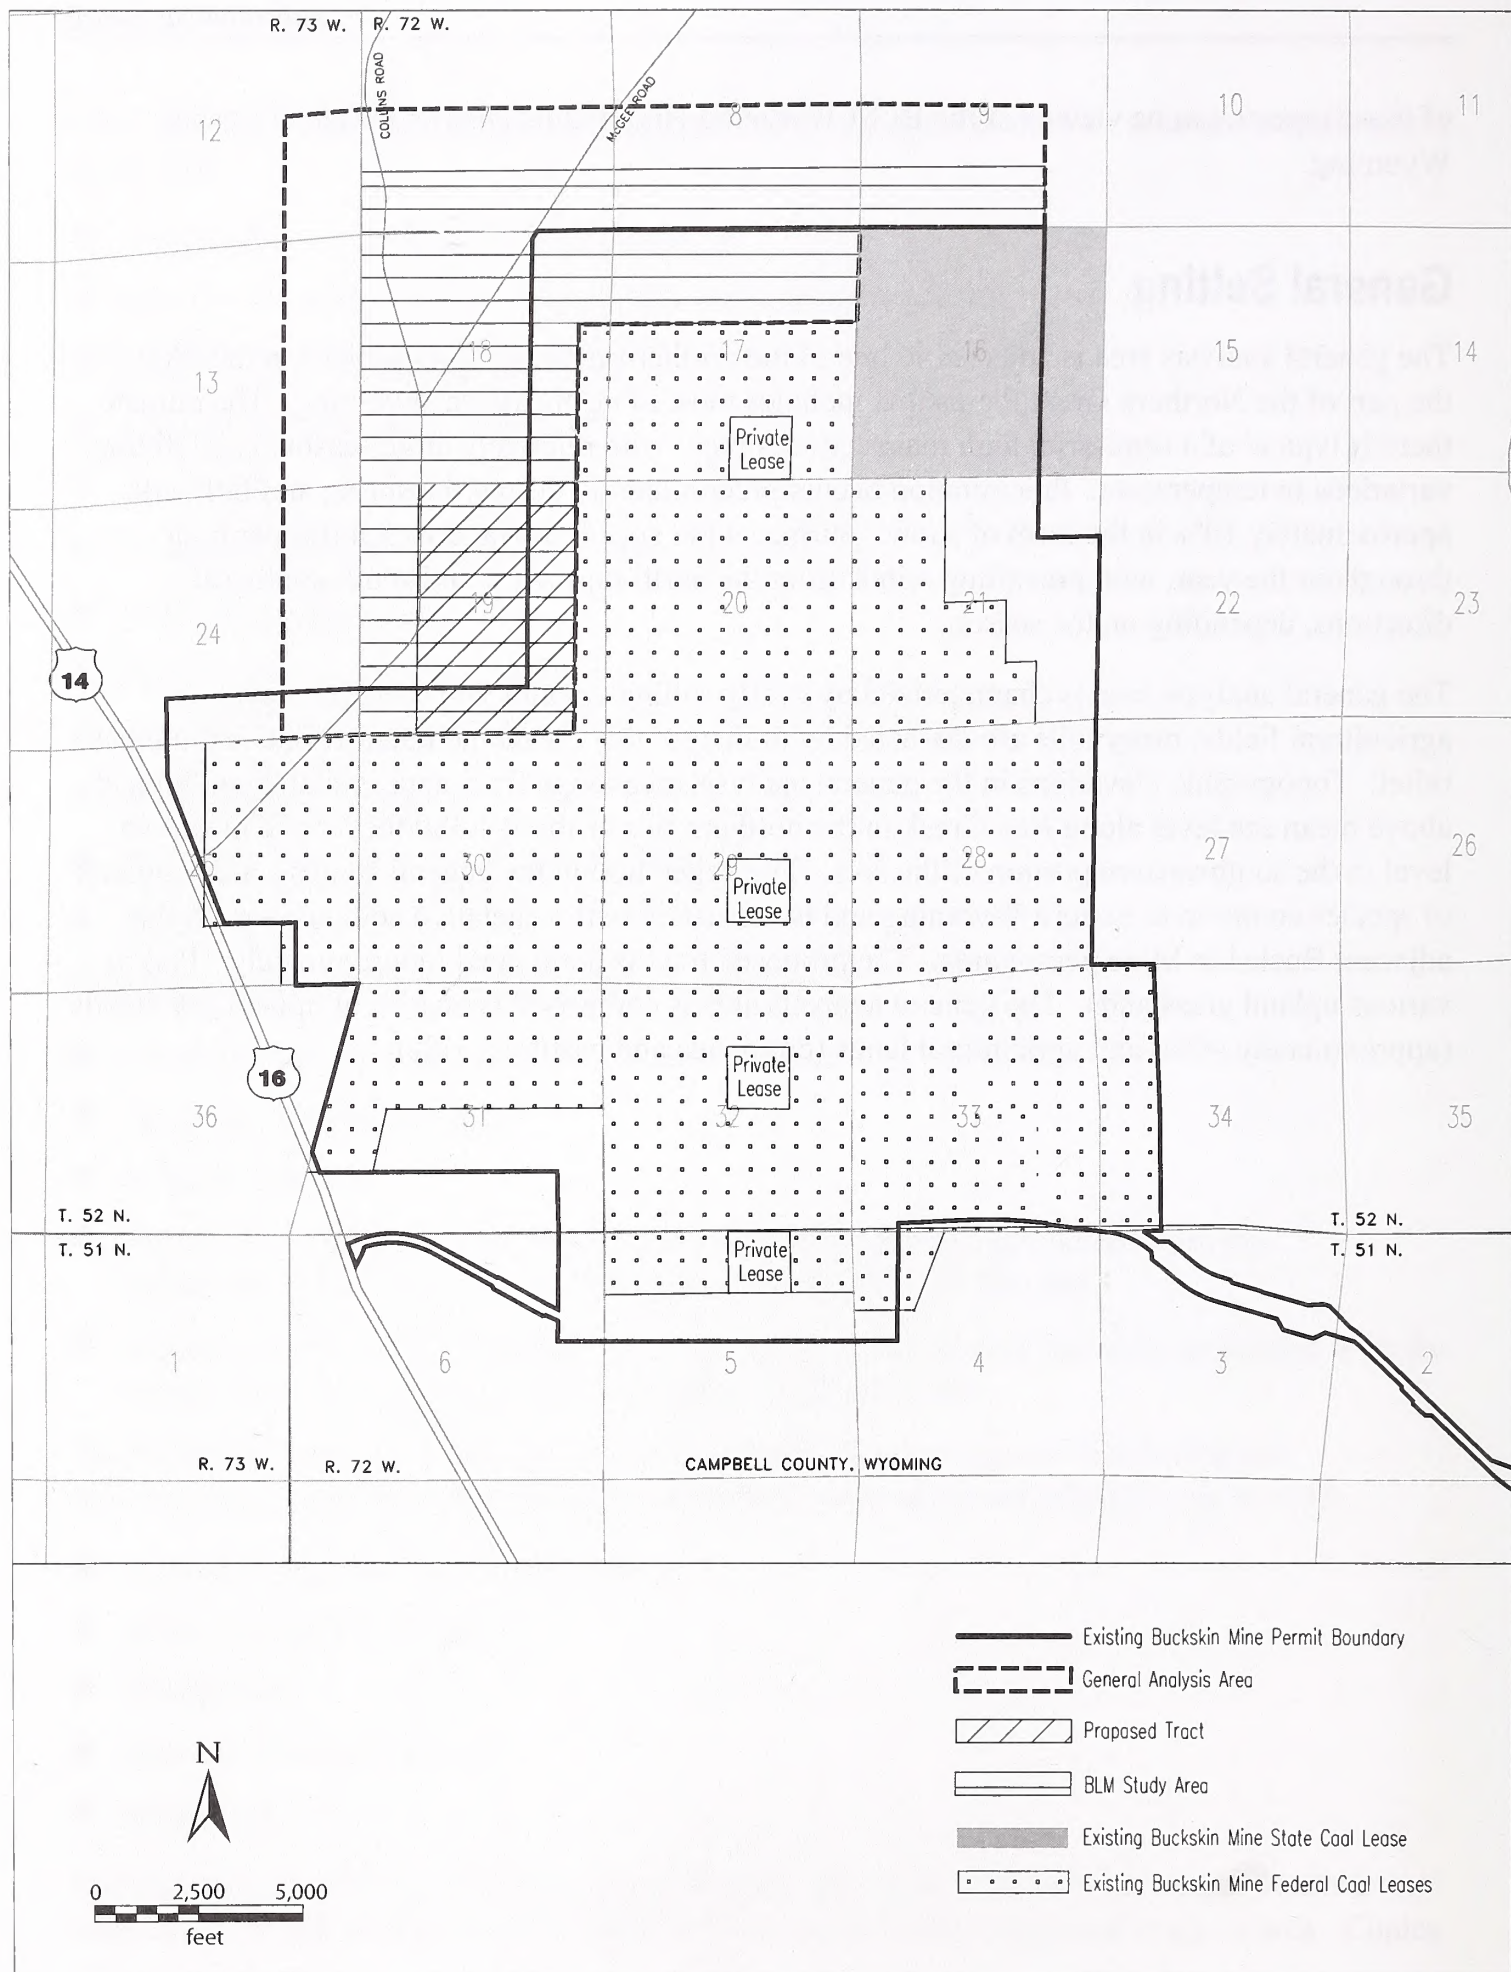 R. 73 W. R. 72 W.
COLLINS ROAD
McGEE ROAD
12 7 8 9 10 11
General Setting
13 18 17 16 15 14
Private
Lease
24 19 20 21 22 23
14
25 30 29 28 27 26
Private
Lease
16
Private
Lease
36 31 32 33 34 35
T. 52 N. T. 52 N.
T. 51 N. T. 51 N.
Private
Lease
1 6 5 4 3 2
R. 73 W. R. 72 W. CAMPBELL COUNTY, WYOMING
Existing Buckskin Mine Permit Boundary
General Analysis Area
Proposed Tract
BLM Study Area
Existing Buckskin Mine State Coal Lease
Existing Buckskin Mine Federal Coal Leases
N
0 2,500 5,000
feet